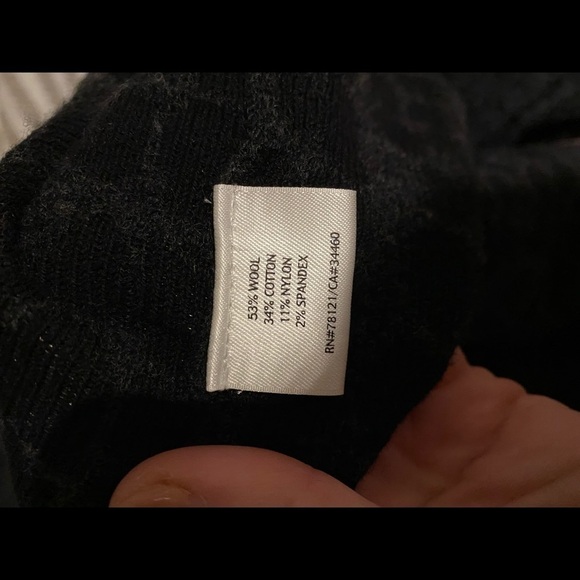 53% WOOL
34% COTTON
11% NYLON
2% SPANDEX
RN#78121/CA#34460